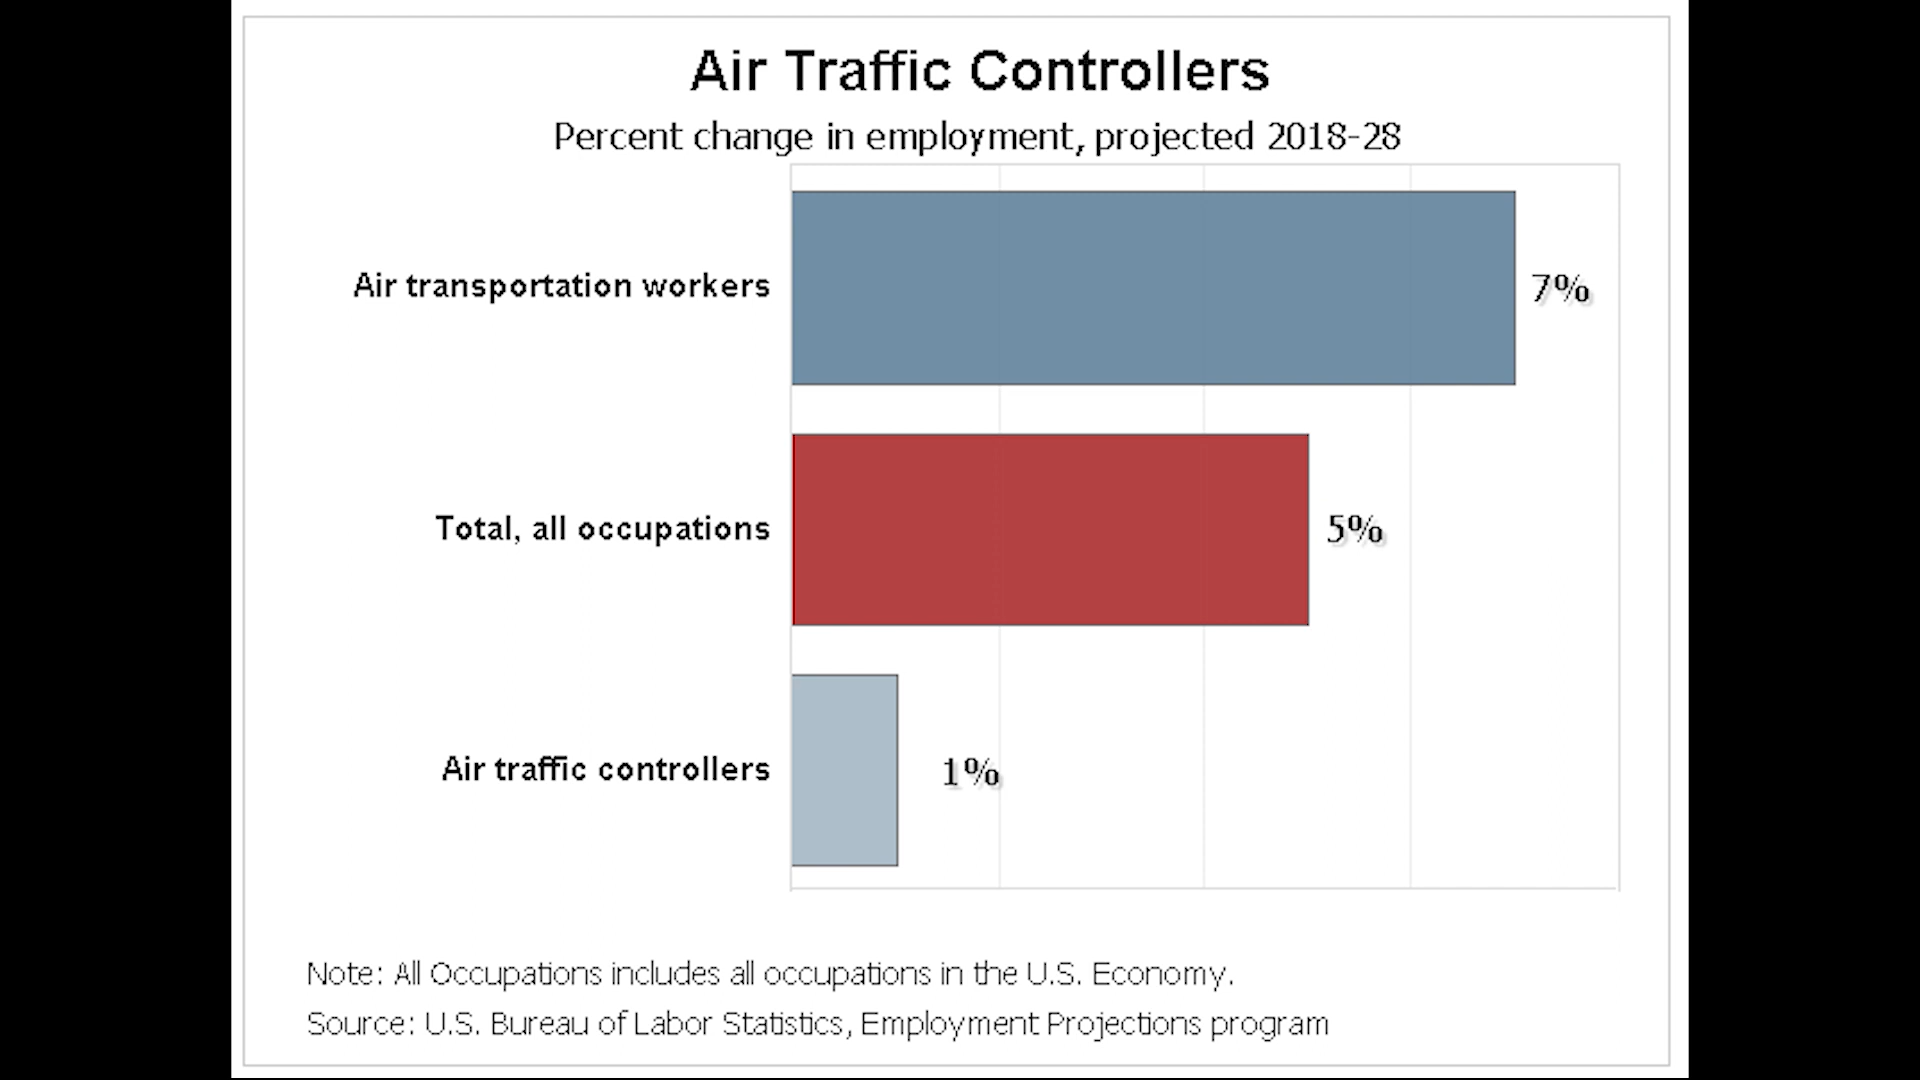 Air Traffic Controllers
Percent change in employment, projected 2018-28
Air transportation workers
7%
Total, all occupations
5%
Air traffic controllers
1%
Note: All Occupations includes all occupations in the U.S. Economy.
Source: U.S. Bureau of Labor Statistics, Employment Projections program